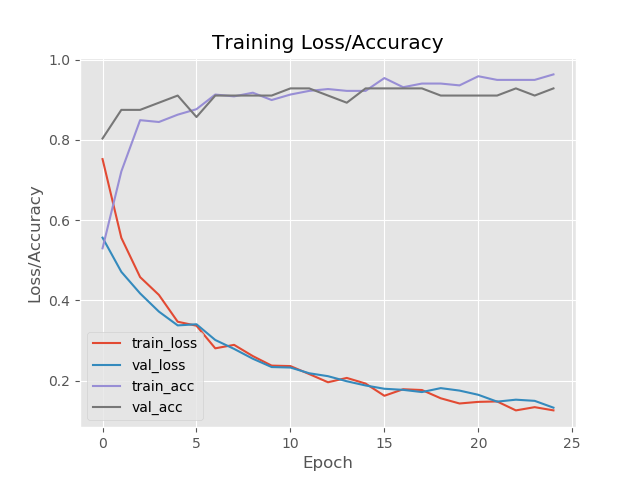 Training Loss/Accuracy
1.0
0.8
0.6
0.4
0.2
Loss/Accuracy
train_loss
val_loss
train_acc
val_acc
0 5 10 15 20 25
Epoch